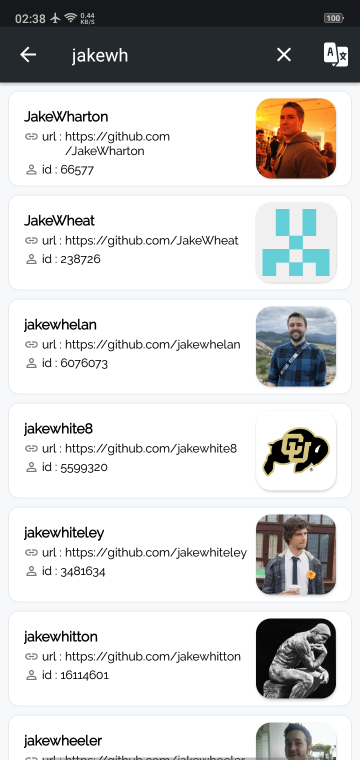 02:38 0.44 KB/S 100
jakewh
JakeWharton
url : https://github.com
/JakeWharton
id : 66577
JakeWheat
url : https://github.com/JakeWheat
id : 238726
jakewhelan
url : https://github.com/jakewhelan
id : 6076073
jakewhite8
url : https://github.com/jakewhite8
id : 5599320
jakewhiteley
url : https://github.com/jakewhiteley
id : 3481634
jakewhitton
url : https://github.com/jakewhitton
id : 16114601
jakewheeler
url : https://github.com/jakewheeler